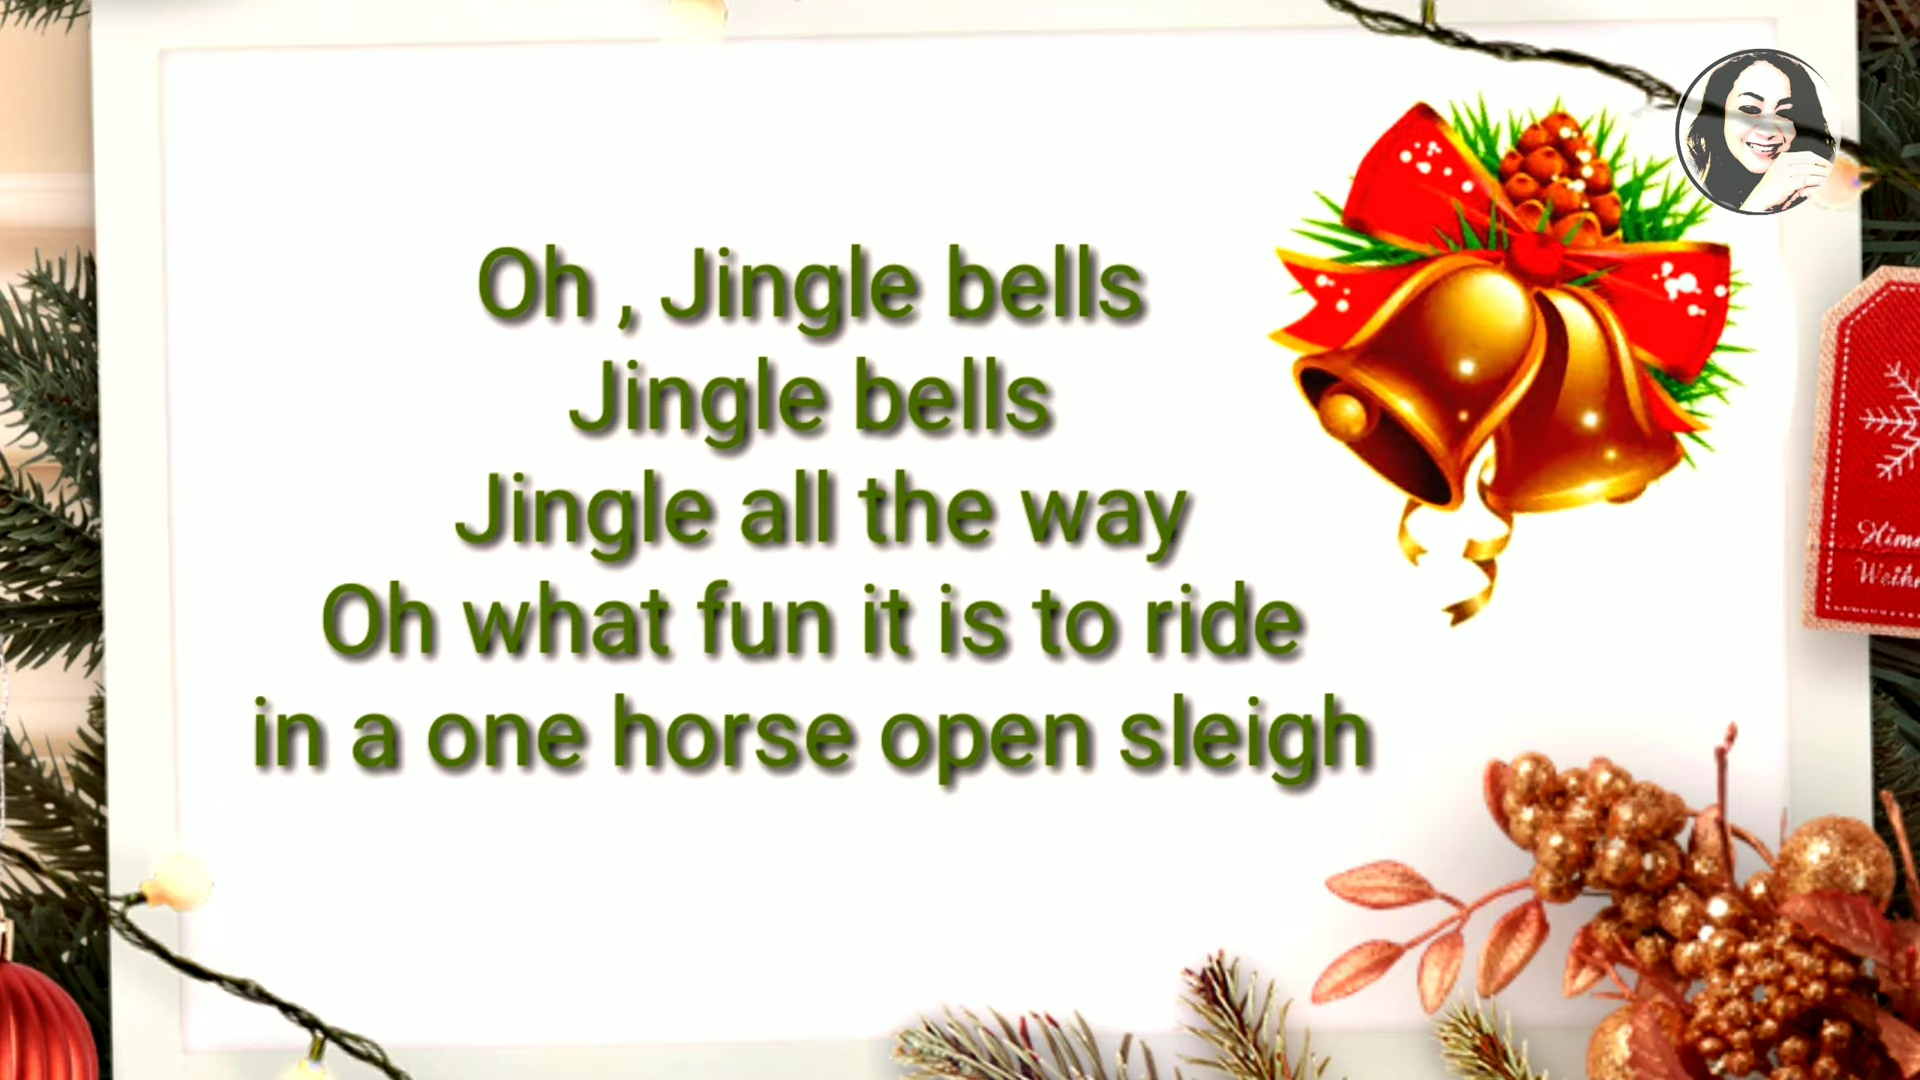 Oh , Jingle bells
Jingle bells
Jingle all the way
Oh what fun it is to ride
in a one horse open sleigh